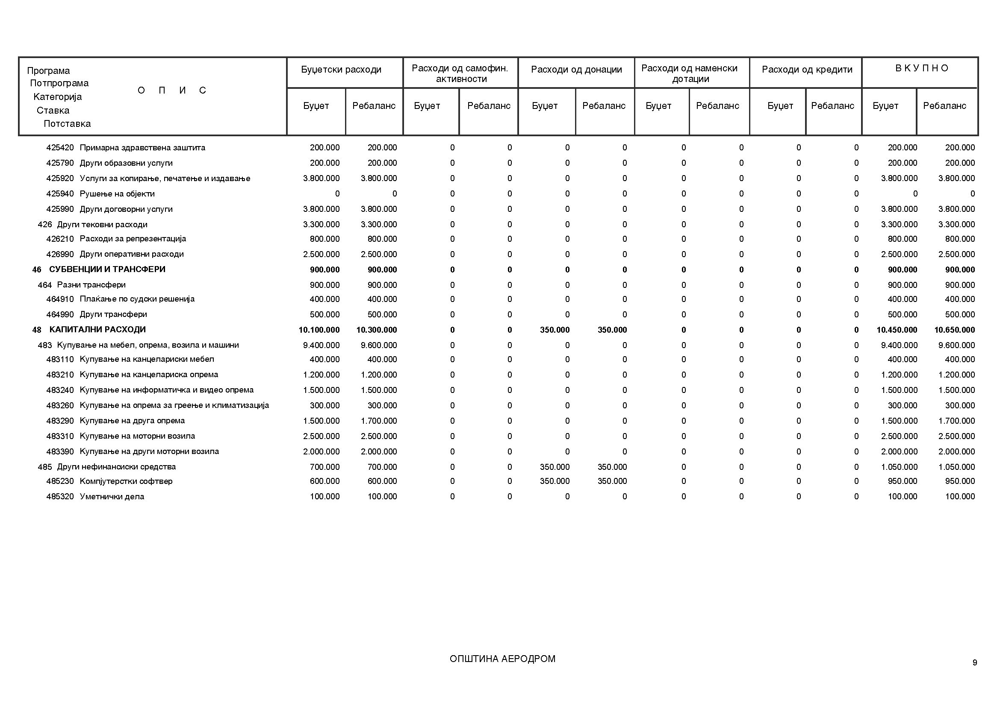 Програма
Потпрограма
Категорија
Ставка
Потставка
О П И С
Буџетски расходи
Расходи од самофин. активности
Расходи од донации
Расходи од наменски дотации
Расходи од кредити
В К У П Н О
Буџет Ребаланс Буџет Ребаланс Буџет Ребаланс Буџет Ребаланс Буџет Ребаланс Буџет Ребаланс
425420 Примарна здравствена заштита 200.000 200.000 0 0 0 0 0 0 0 0 200.000 200.000
425790 Други образовни услуги 200.000 200.000 0 0 0 0 0 0 0 0 200.000 200.000
425920 Услуги за копирање, печатење и издавање 3.800.000 3.800.000 0 0 0 0 0 0 0 0 3.800.000 3.800.000
425940 Рушење на објекти 0 0 0 0 0 0 0 0 0 0 0 0
425990 Други договорни услуги 3.800.000 3.800.000 0 0 0 0 0 0 0 0 3.800.000 3.800.000
426 Други тековни расходи 3.300.000 3.300.000 0 0 0 0 0 0 0 0 3.300.000 3.300.000
426210 Расходи за репрезентација 800.000 800.000 0 0 0 0 0 0 0 0 800.000 800.000
426990 Други оперативни расходи 2.500.000 2.500.000 0 0 0 0 0 0 0 0 2.500.000 2.500.000
46 СУБВЕНЦИИ И ТРАНСФЕРИ 900.000 900.000 0 0 0 0 0 0 0 0 900.000 900.000
464 Разни трансфери 900.000 900.000 0 0 0 0 0 0 0 0 900.000 900.000
464910 Плаќање по судски решенија 400.000 400.000 0 0 0 0 0 0 0 0 400.000 400.000
464990 Други трансфери 500.000 500.000 0 0 0 0 0 0 0 0 500.000 500.000
48 КАПИТАЛНИ РАСХОДИ 10.100.000 10.300.000 0 0 350.000 350.000 0 0 0 0 10.450.000 10.650.000
483 Купување на мебел, опрема, возила и машини 9.400.000 9.600.000 0 0 0 0 0 0 0 0 9.400.000 9.600.000
483110 Купување на канцелариски мебел 400.000 400.000 0 0 0 0 0 0 0 0 400.000 400.000
483210 Купување на канцелариска опрема 1.200.000 1.200.000 0 0 0 0 0 0 0 0 1.200.000 1.200.000
483240 Купување на информатичка и видео опрема 1.500.000 1.500.000 0 0 0 0 0 0 0 0 1.500.000 1.500.000
483260 Купување на опрема за греење и климатизација 300.000 300.000 0 0 0 0 0 0 0 0 300.000 300.000
483290 Купување на друга опрема 1.500.000 1.700.000 0 0 0 0 0 0 0 0 1.500.000 1.700.000
483310 Купување на моторни возила 2.500.000 2.500.000 0 0 0 0 0 0 0 0 2.500.000 2.500.000
483390 Купување на други моторни возила 2.000.000 2.000.000 0 0 0 0 0 0 0 0 2.000.000 2.000.000
485 Други нефинансиски средства 700.000 700.000 0 0 350.000 350.000 0 0 0 0 1.050.000 1.050.000
485230 Компјутерстки софтвер 600.000 600.000 0 0 350.000 350.000 0 0 0 0 950.000 950.000
485320 Уметнички дела 100.000 100.000 0 0 0 0 0 0 0 0 100.000 100.000
ОПШТИНА АЕРОДРОМ
9